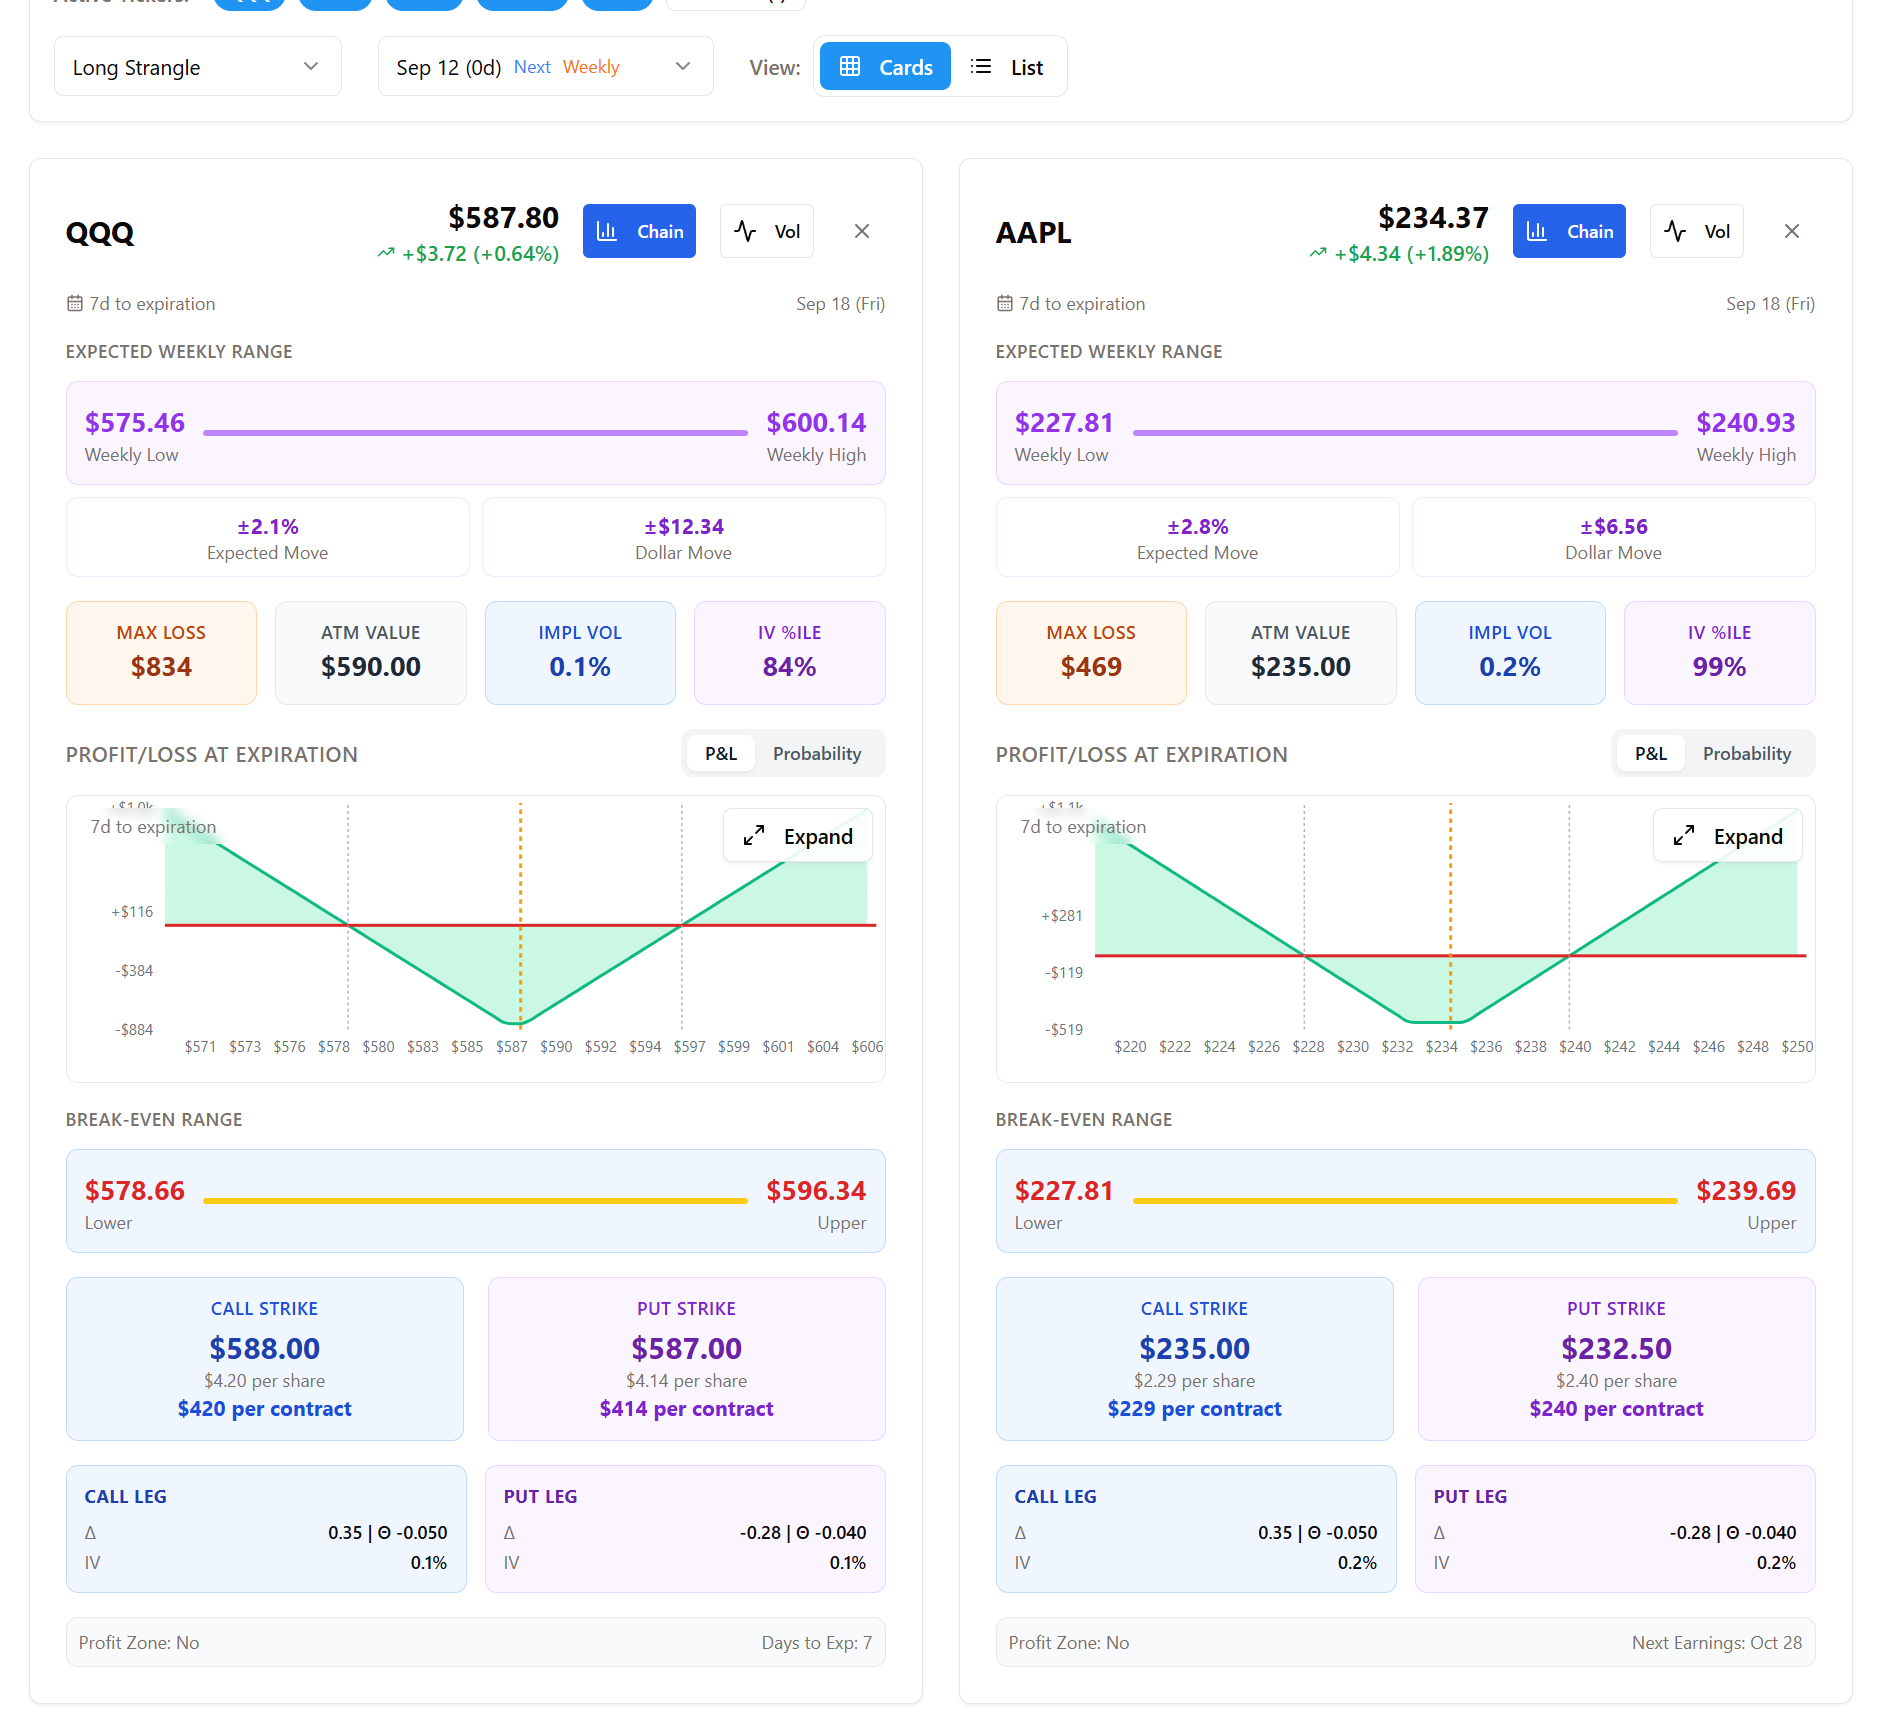 Active Tickers:
Long Strangle
Sep 12 (0d) Next Weekly
View: Cards List
QQQ
$587.80
+$3.72 (+0.64%)
Chain
Vol
7d to expiration
Sep 18 (Fri)
EXPECTED WEEKLY RANGE
$575.46
Weekly Low
$600.14
Weekly High
±2.1%
Expected Move
±$12.34
Dollar Move
MAX LOSS
$834
ATM VALUE
$590.00
IMPL VOL
0.1%
IV %ILE
84%
PROFIT/LOSS AT EXPIRATION
P&L Probability
+$1.0k
7d to expiration
Expand
+$116
-$384
-$884
$571 $573 $576 $578 $580 $583 $585 $587 $590 $592 $594 $597 $599 $601 $604 $606
BREAK-EVEN RANGE
$578.66
Lower
$596.34
Upper
CALL STRIKE
$588.00
$4.20 per share
$420 per contract
PUT STRIKE
$587.00
$4.14 per share
$414 per contract
CALL LEG
Δ 0.35 | Θ -0.050
IV 0.1%
PUT LEG
Δ -0.28 | Θ -0.040
IV 0.1%
Profit Zone: No
Days to Exp: 7
AAPL
$234.37
+$4.34 (+1.89%)
Chain
Vol
7d to expiration
Sep 18 (Fri)
EXPECTED WEEKLY RANGE
$227.81
Weekly Low
$240.93
Weekly High
±2.8%
Expected Move
±$6.56
Dollar Move
MAX LOSS
$469
ATM VALUE
$235.00
IMPL VOL
0.2%
IV %ILE
99%
PROFIT/LOSS AT EXPIRATION
P&L Probability
+$1.1k
7d to expiration
Expand
+$281
-$119
-$519
$220 $222 $224 $226 $228 $230 $232 $234 $236 $238 $240 $242 $244 $246 $248 $250
BREAK-EVEN RANGE
$227.81
Lower
$239.69
Upper
CALL STRIKE
$235.00
$2.29 per share
$229 per contract
PUT STRIKE
$232.50
$2.40 per share
$240 per contract
CALL LEG
Δ 0.35 | Θ -0.050
IV 0.2%
PUT LEG
Δ -0.28 | Θ -0.040
IV 0.2%
Profit Zone: No
Next Earnings: Oct 28